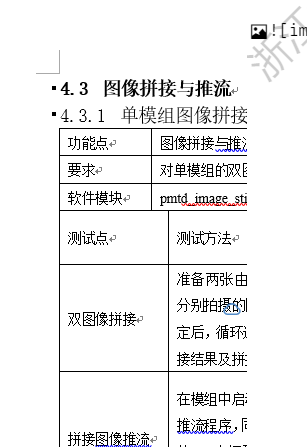 ![im
浙江
4.3 图像拼接与推流
4.3.1 单模组图像拼接
功能点 图像拼接与推
要求 对单模组的双
软件模块 pmtd_image_sti
测试点 测试方法
准备两张由
分别拍摄的
双图像拼接 定后，循环
接结果及拼
在模组中启
推流程序，
拼接图像推流